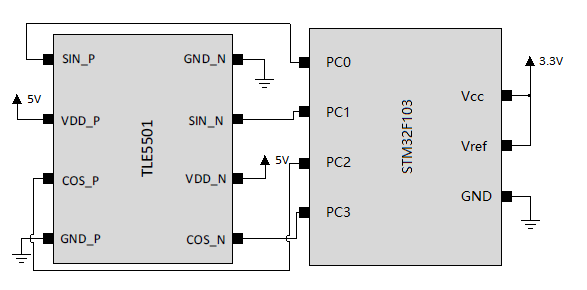 SIN_P
GND_N
5V
VDD_P
SIN_N
TLE5501
COS_P
VDD_N
5V
GND_P
COS_N
PC0
PC1
PC2
PC3
STM32F103
3.3V
Vcc
Vref
GND